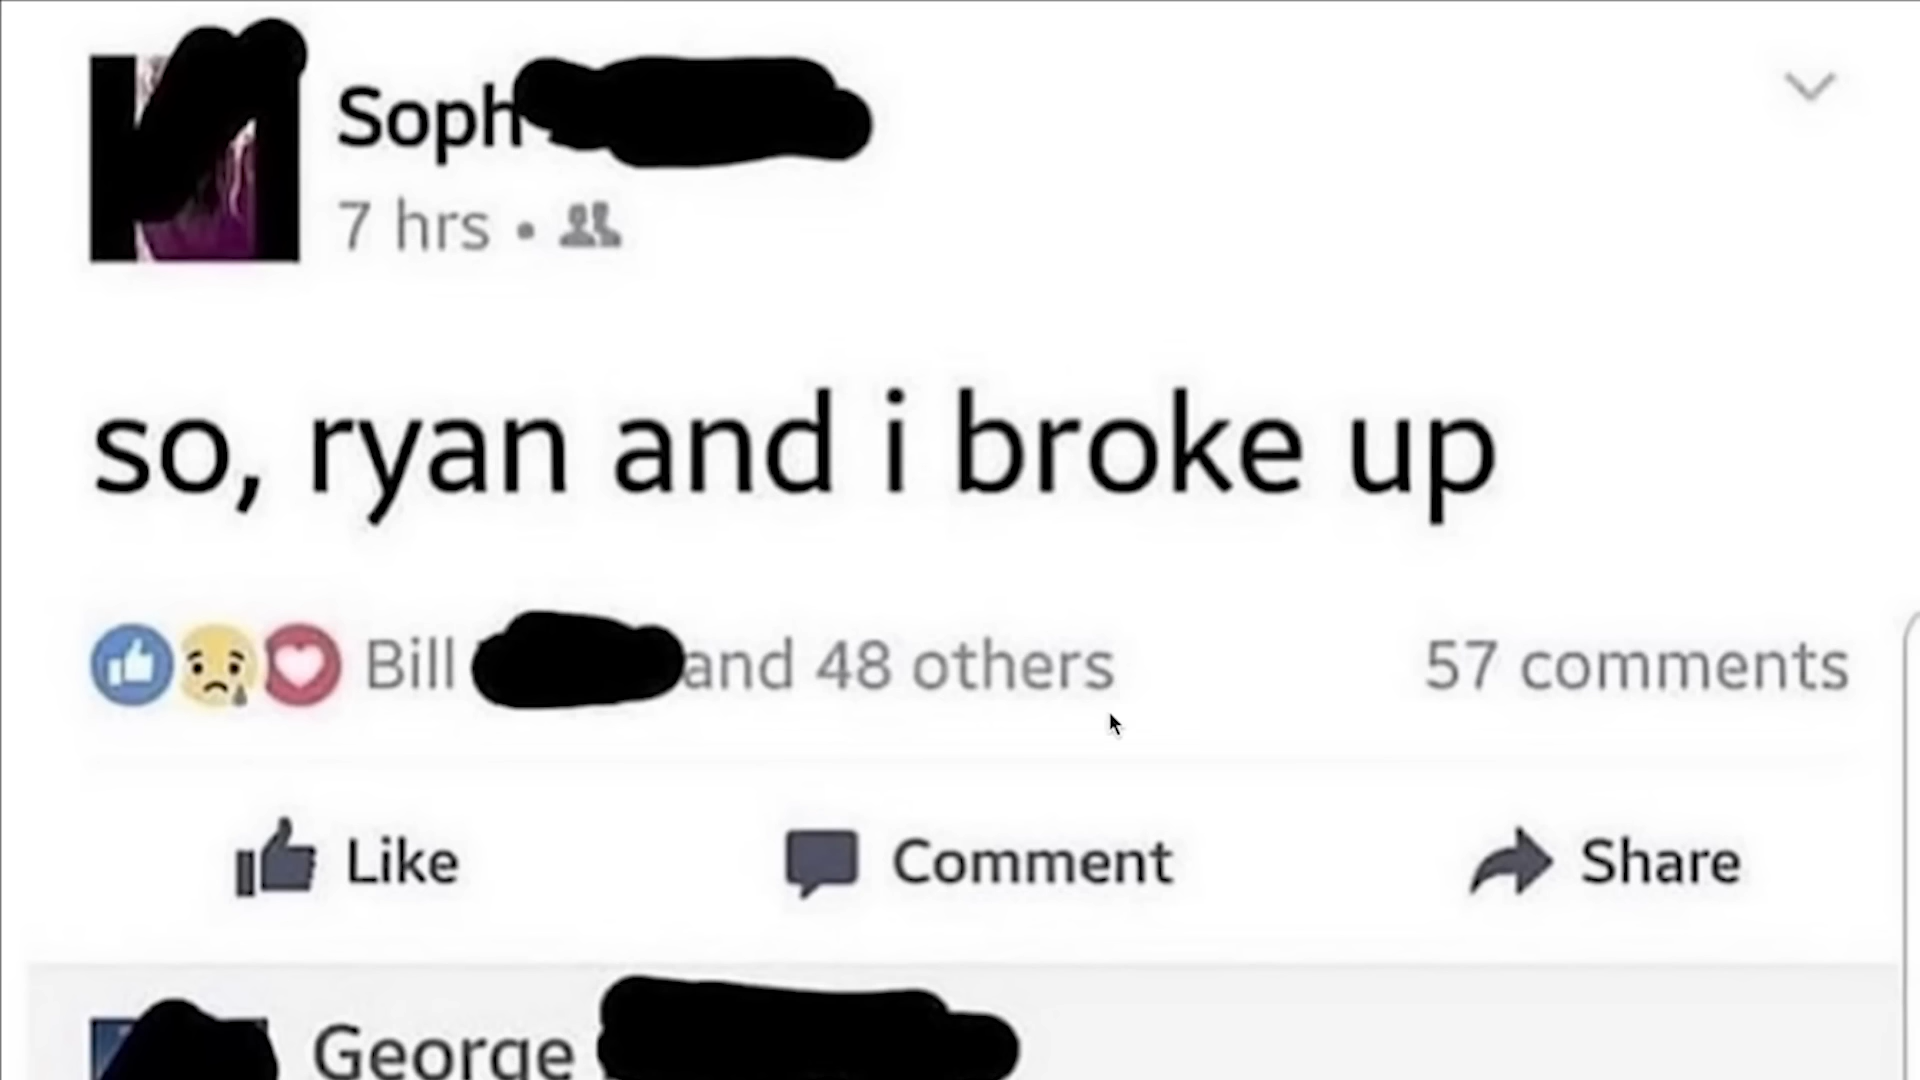 Soph
7 hrs •
so, ryan and i broke up
Bill and 48 others
57 comments
Like
Comment
Share
George